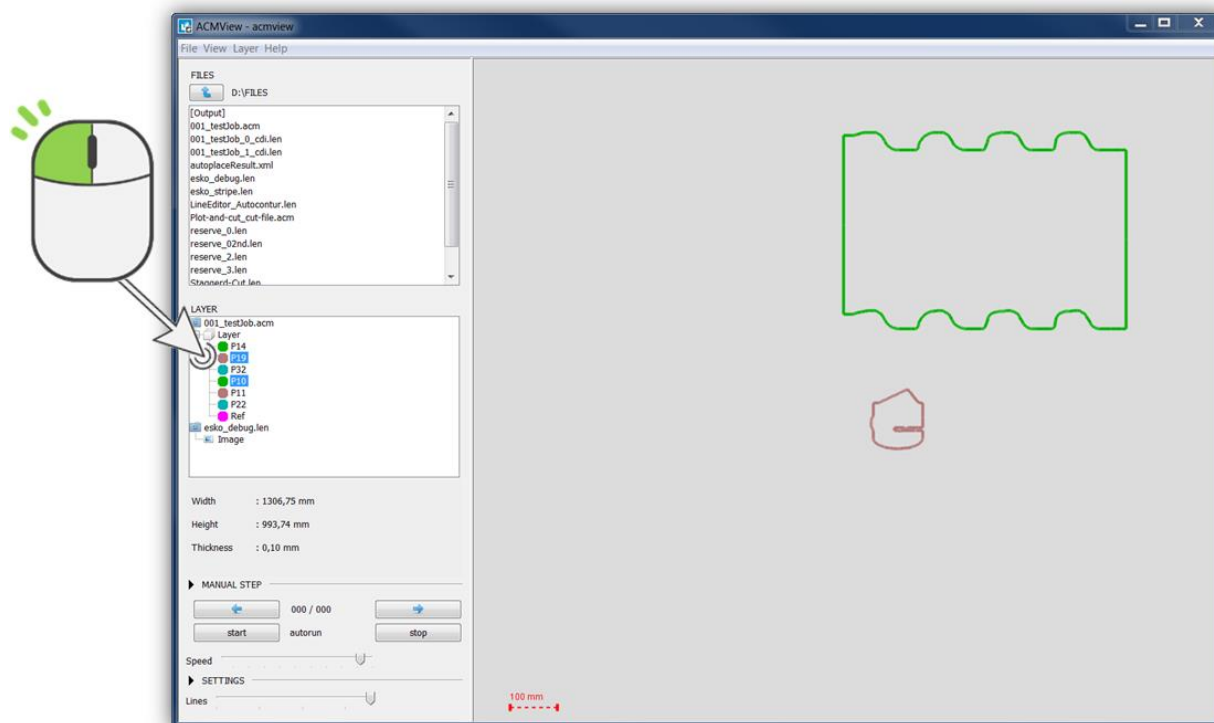 ACMView - acmview
File View Layer Help
FILES
D:\FILES
[Output]
001_testJob.acm
001_testJob_0_cdi.len
001_testJob_1_cdi.len
autoplaceResult.xml
esko_debug.len
esko_stripe.len
LineEditor_Autocontur.len
Plot-and-cut_cut-file.acm
reserve_0.len
reserve_02nd.len
reserve_2.len
reserve_3.len
Staggerd-Cut.len
LAYER
001_testJob.acm
Layer
P14
P19
P32
P10
P11
P22
Ref
esko_debug.len
Image
Width : 1306,75 mm
Height : 993,74 mm
Thickness : 0,10 mm
MANUAL STEP
000 / 000
start autorun stop
Speed
SETTINGS
Lines
100 mm